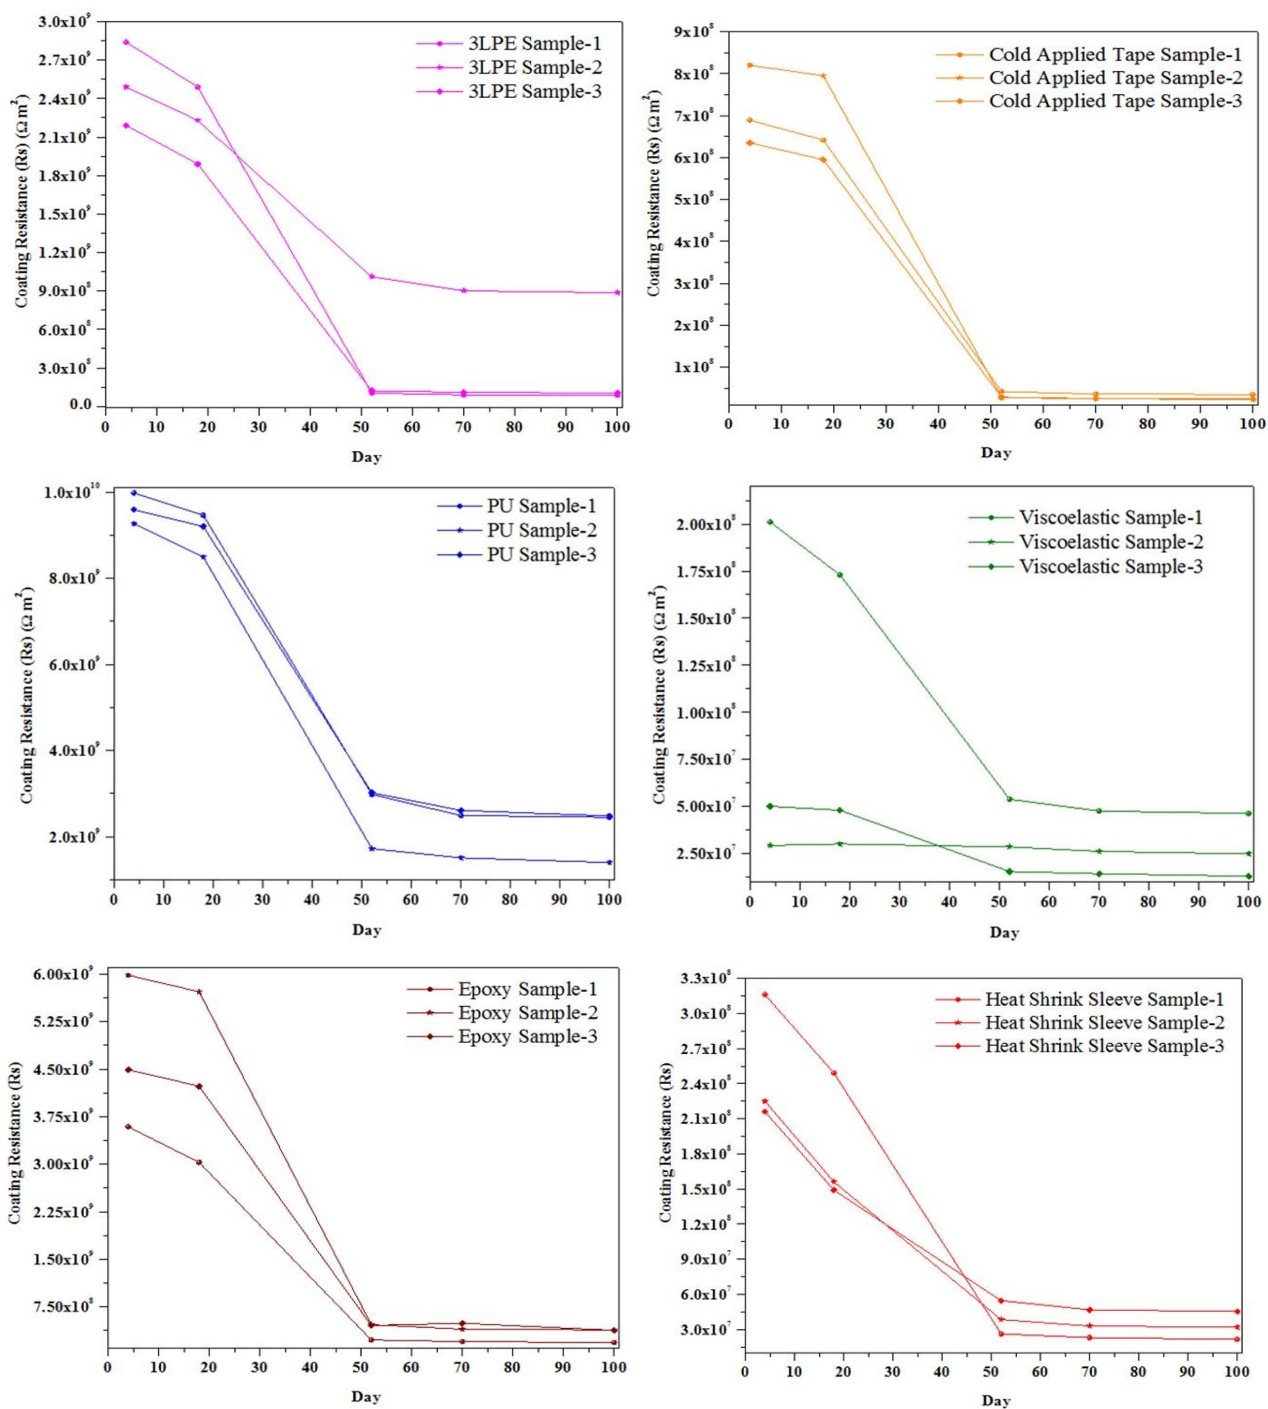 3.0x10⁹
2.7x10⁹
2.4x10⁹
2.1x10⁹
1.8x10⁹
1.5x10⁹
1.2x10⁹
9.0x10⁸
6.0x10⁸
3.0x10⁸
0.0
Coating Resistance (Rs) (Ω m²)
3LPE Sample-1
3LPE Sample-2
3LPE Sample-3
0 10 20 30 40 50 60 70 80 90 100
Day
9x10⁸
8x10⁸
7x10⁸
6x10⁸
5x10⁸
4x10⁸
3x10⁸
2x10⁸
1x10⁸
Coating Resistance (Rs) (Ω m²)
Cold Applied Tape Sample-1
Cold Applied Tape Sample-2
Cold Applied Tape Sample-3
0 10 20 30 40 50 60 70 80 90 100
Day
1.0x10¹⁰
8.0x10⁹
6.0x10⁹
4.0x10⁹
2.0x10⁹
Coating Resistance (Rs) (Ω m²)
PU Sample-1
PU Sample-2
PU Sample-3
0 10 20 30 40 50 60 70 80 90 100
Day
2.00x10⁸
1.75x10⁸
1.50x10⁸
1.25x10⁸
1.00x10⁸
7.50x10⁷
5.00x10⁷
2.50x10⁷
Coating Resistance (Rs) (Ω m²)
Viscoelastic Sample-1
Viscoelastic Sample-2
Viscoelastic Sample-3
0 10 20 30 40 50 60 70 80 90 100
Day
6.00x10⁹
5.25x10⁹
4.50x10⁹
3.75x10⁹
3.00x10⁹
2.25x10⁹
1.50x10⁹
7.50x10⁸
Coating Resistance (Rs)
Epoxy Sample-1
Epoxy Sample-2
Epoxy Sample-3
0 10 20 30 40 50 60 70 80 90 100
Day
3.3x10⁸
3.0x10⁸
2.7x10⁸
2.4x10⁸
2.1x10⁸
1.8x10⁸
1.5x10⁸
1.2x10⁸
9.0x10⁷
6.0x10⁷
3.0x10⁷
Coating Resistance (Rs)
Heat Shrink Sleeve Sample-1
Heat Shrink Sleeve Sample-2
Heat Shrink Sleeve Sample-3
0 10 20 30 40 50 60 70 80 90 100
Day